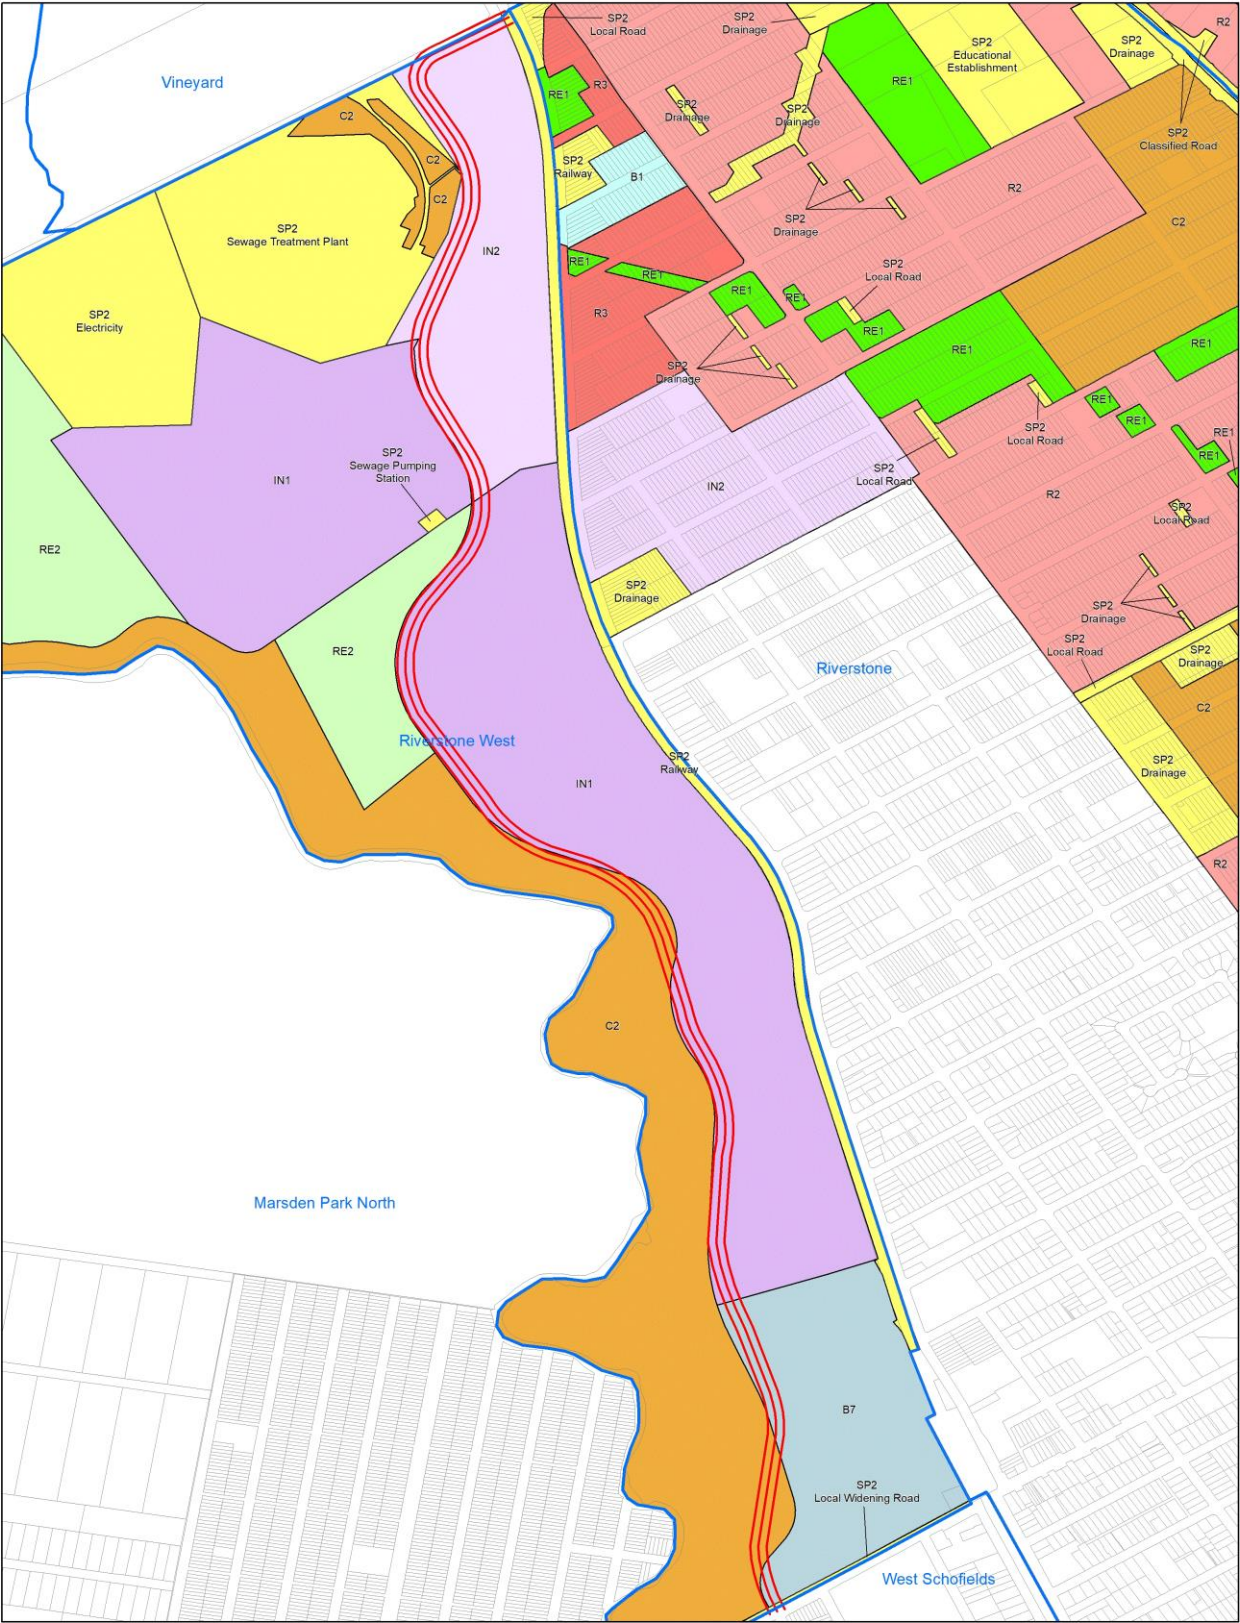 SP2
Local Road
SP2
Drainage
R2
SP2
Educational
Establishment
SP2
Drainage
Vineyard
RE1
R3
RE1
C2
SP2
Drainage
SP2
Drainage
SP2
Classified Road
C2
SP2
Railway
B1
C2
R2
SP2
Sewage Treatment Plant
SP2
Drainage
C2
IN2
RE1
RE1
SP2
Local Road
SP2
Electricity
R3
RE1
RE1
RE1
RE1
RE1
SP2
Drainage
RE1
RE1
SP2
Local Road
RE1
RE1
SP2
Sewage Pumping
Station
IN1
IN2
SP2
Local Road
R2
SP2
Local Road
RE2
SP2
Drainage
SP2
Drainage
SP2
Local Road
SP2
Drainage
RE2
Riverstone
C2
Riverstone West
SP2
Railway
SP2
Drainage
IN1
R2
C2
Marsden Park North
B7
SP2
Local Widening Road
West Schofields